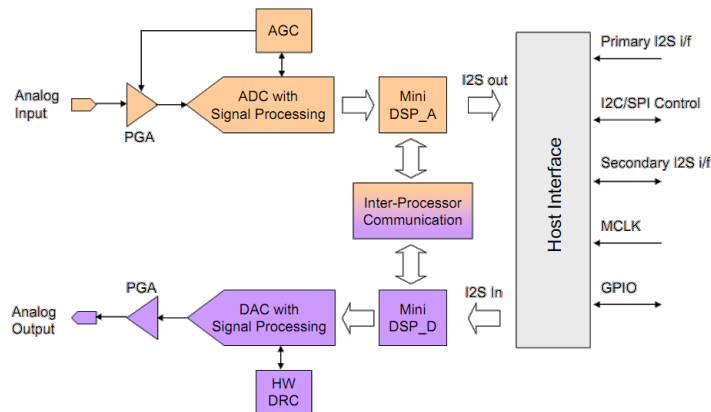 AGC
Primary I2S i/f
Analog
Input
PGA
ADC with
Signal Processing
Mini
DSP_A
I2S out
I2C/SPI Control
Inter-Processor
Communication
Host Interface
Secondary I2S i/f
MCLK
GPIO
Analog
Output
PGA
DAC with
Signal Processing
Mini
DSP_D
I2S In
HW
DRC